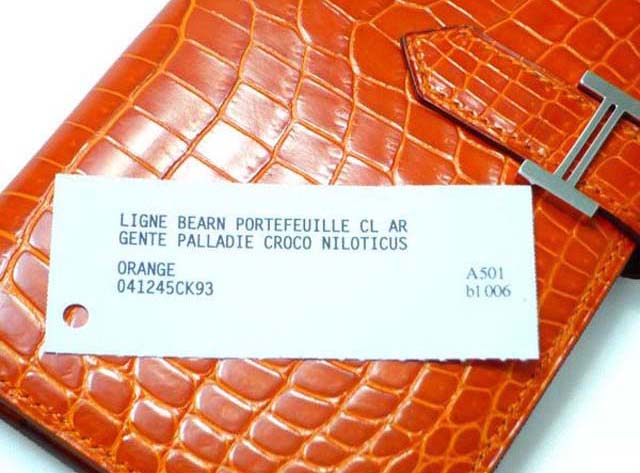 LIGNE BEARN PORTEFEUILLE CL AR
GENTE PALLADIE CROCO NILOTICUS
ORANGE
041245CK93
A501
b1006